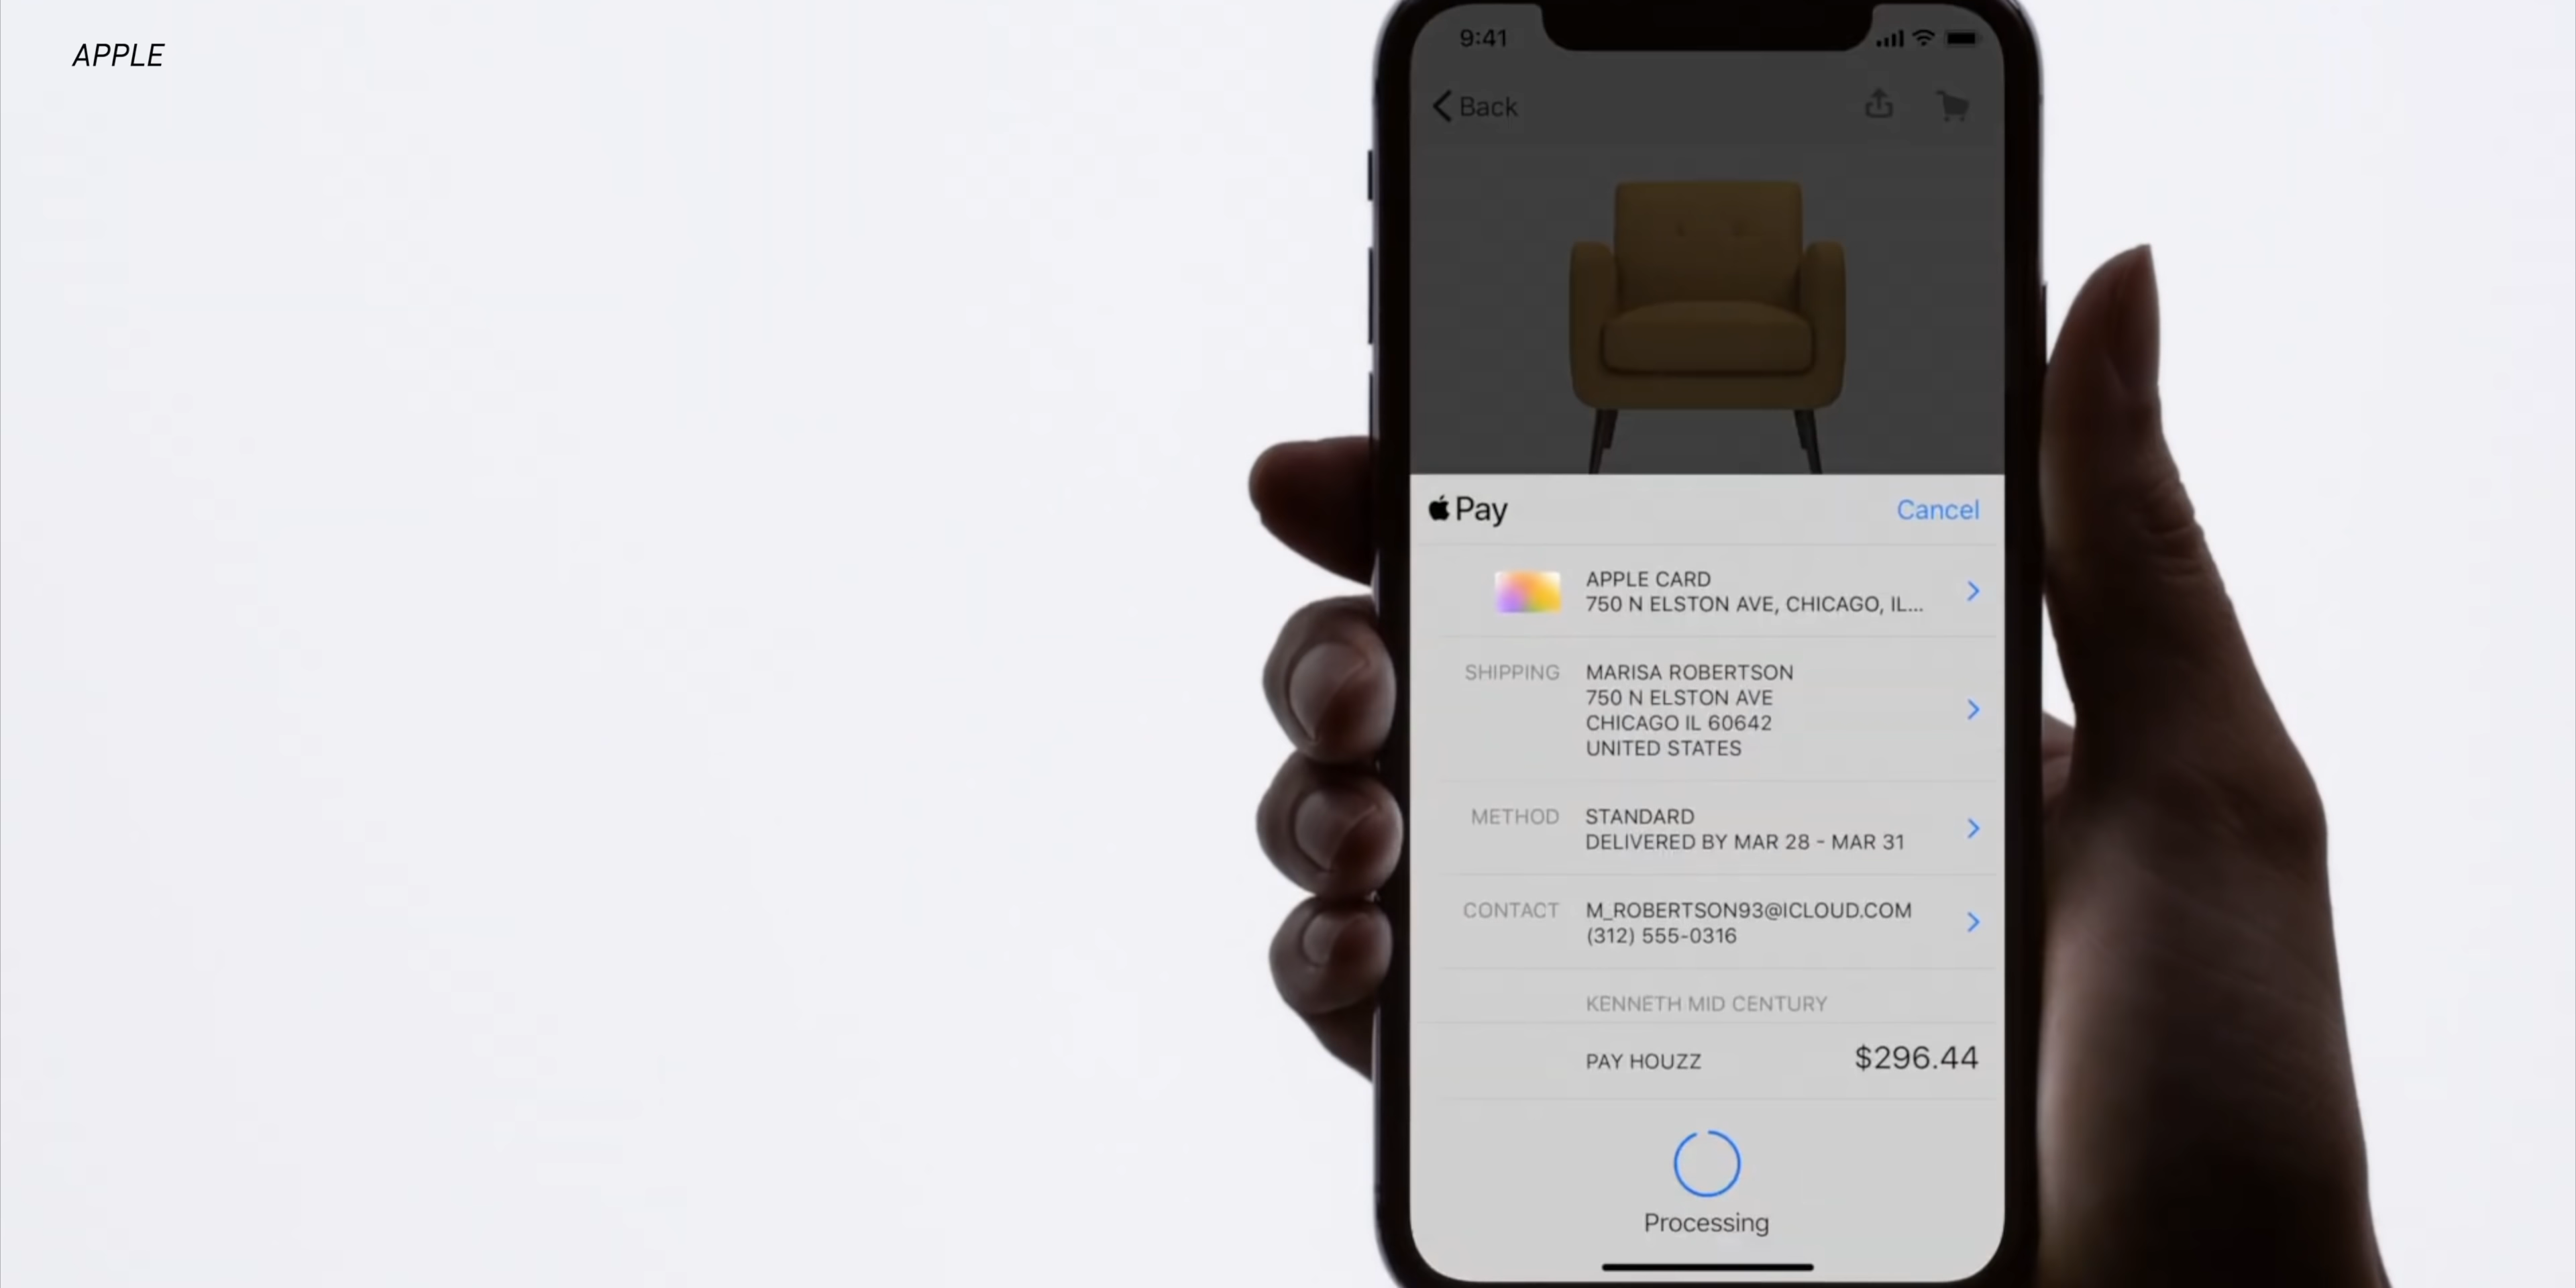 APPLE
9:41
Back
Pay
Cancel
APPLE CARD
750 N ELSTON AVE, CHICAGO, IL...
SHIPPING
MARISA ROBERTSON
750 N ELSTON AVE
CHICAGO IL 60642
UNITED STATES
METHOD
STANDARD
DELIVERED BY MAR 28 - MAR 31
CONTACT
M_ROBERTSON93@ICLOUD.COM
(312) 555-0316
KENNETH MID CENTURY
PAY HOUZZ
$296.44
Processing